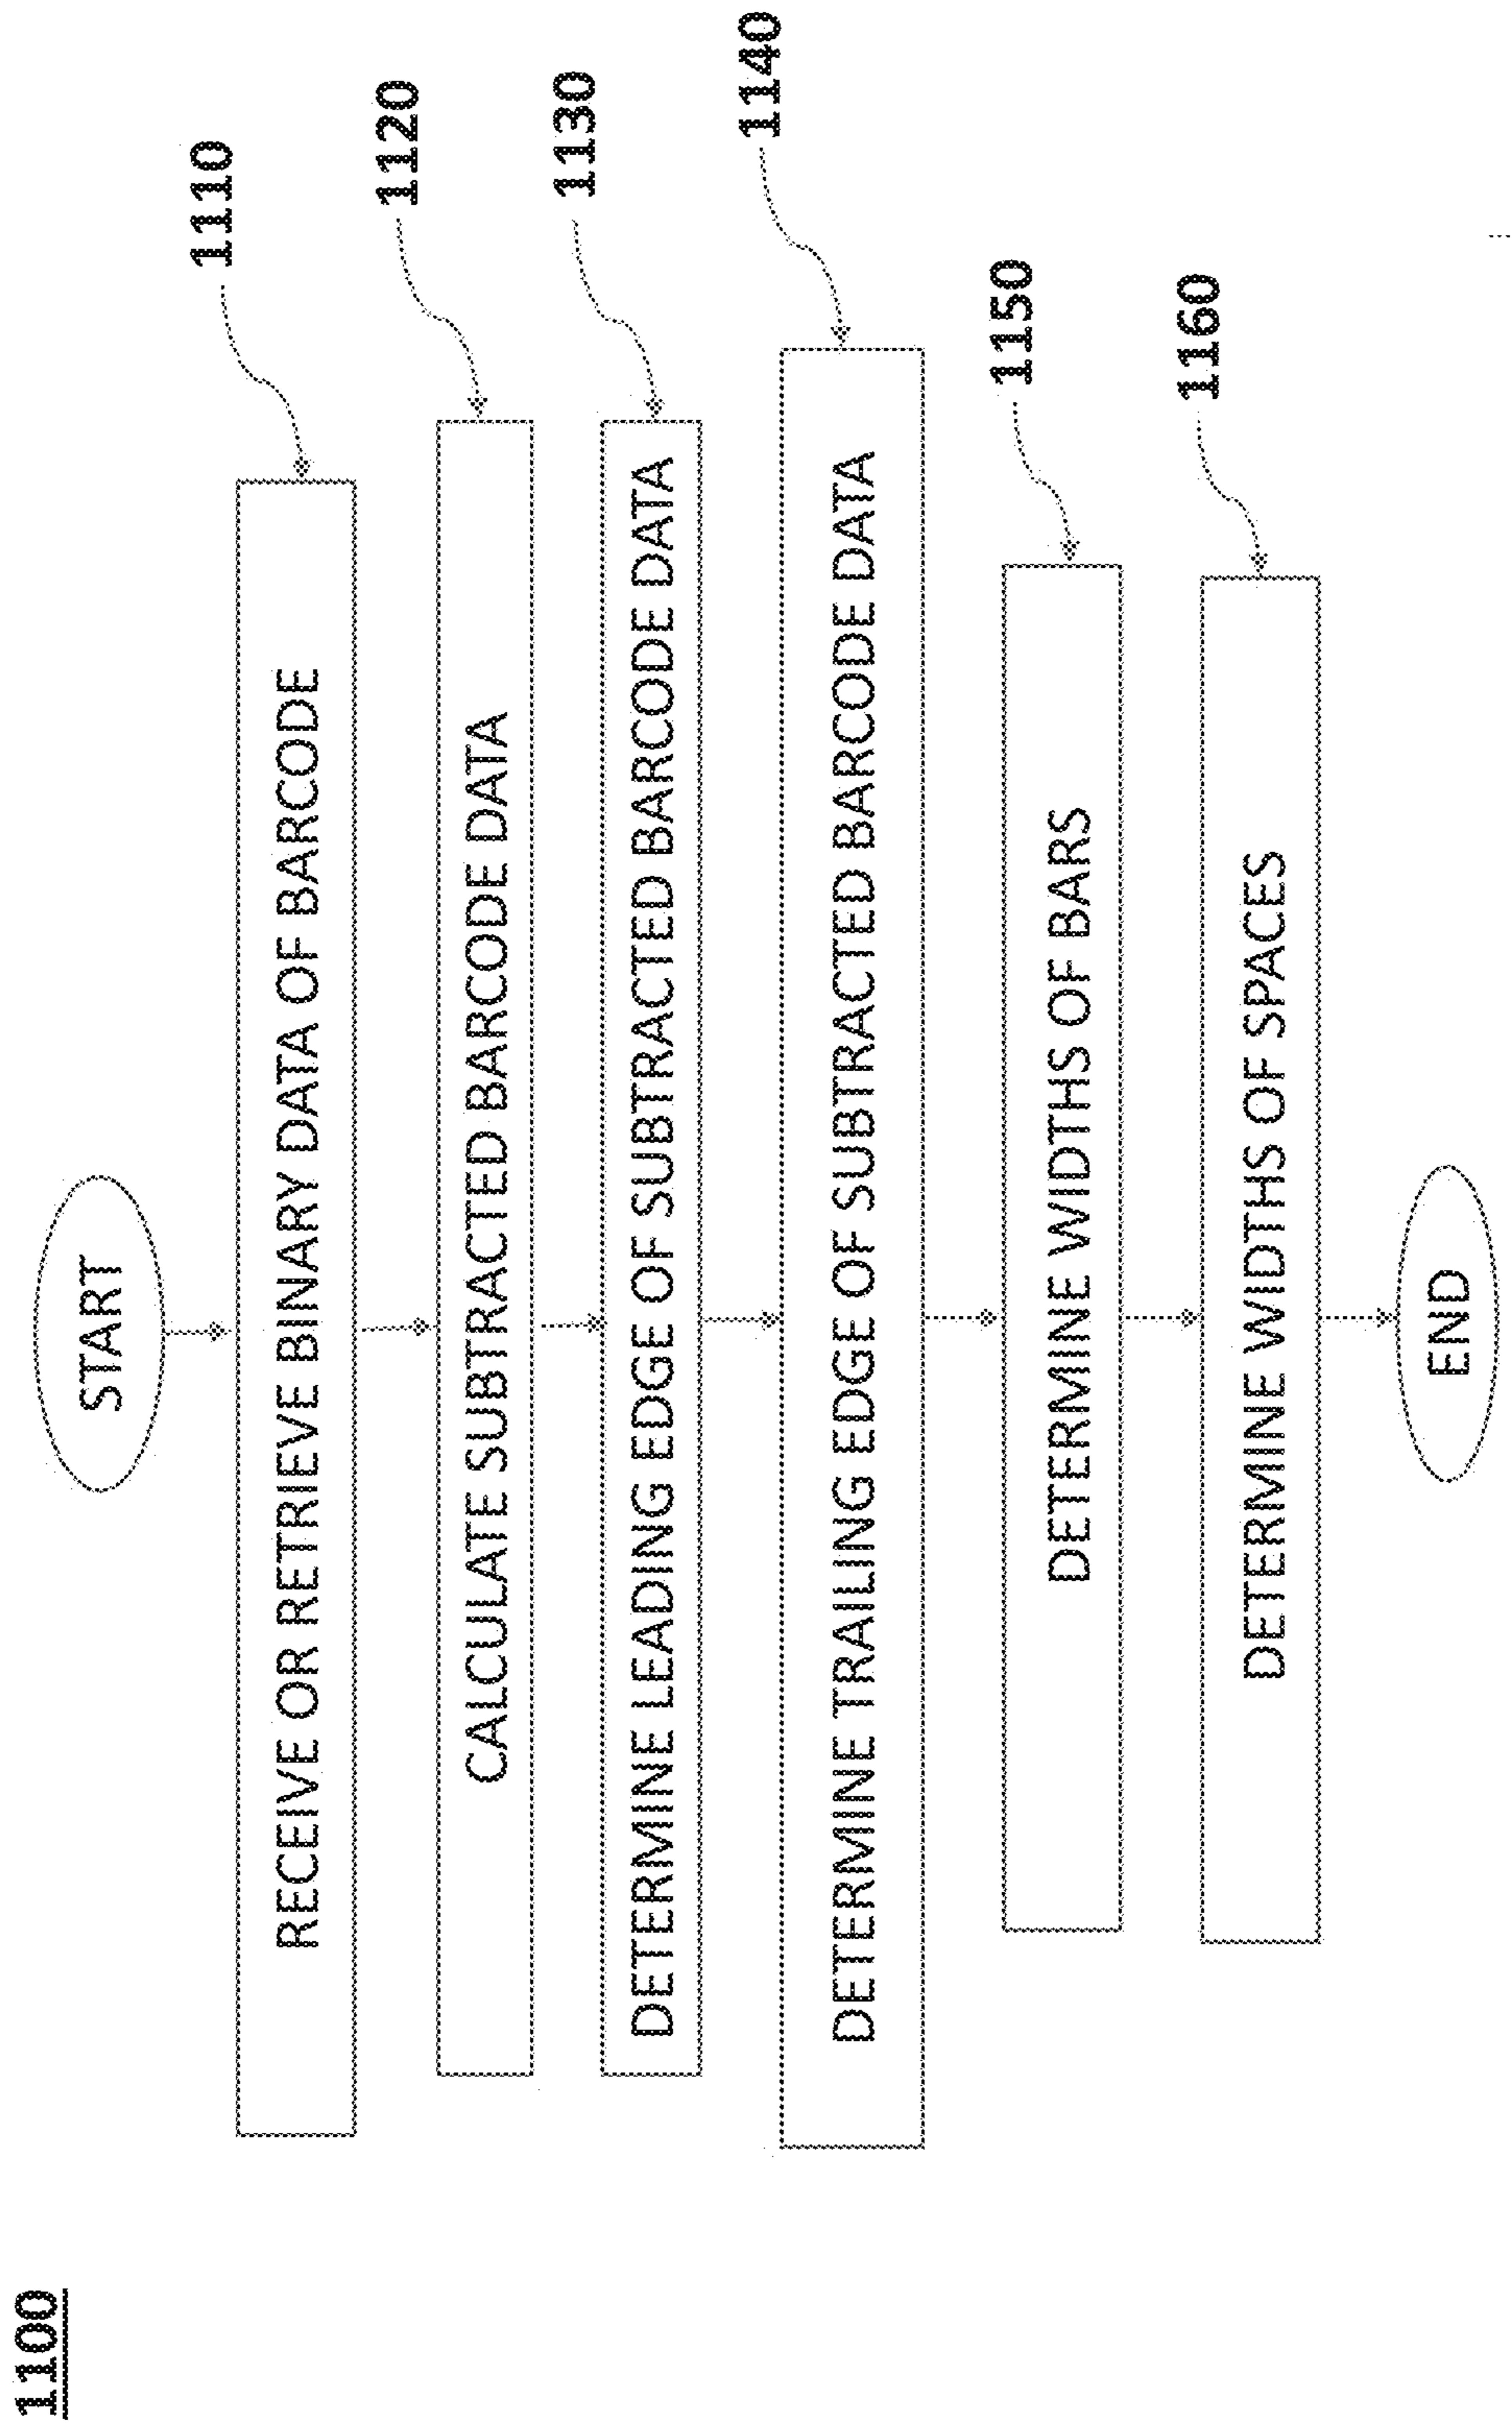 1100
START
RECEIVE OR RETRIEVE BINARY DATA OF BARCODE
1110
CALCULATE SUBTRACTED BARCODE DATA
1120
DETERMINE LEADING EDGE OF SUBTRACTED BARCODE DATA
1130
DETERMINE TRAILING EDGE OF SUBTRACTED BARCODE DATA
1140
DETERMINE WIDTHS OF BARS
1150
DETERMINE WIDTHS OF SPACES
1160
END